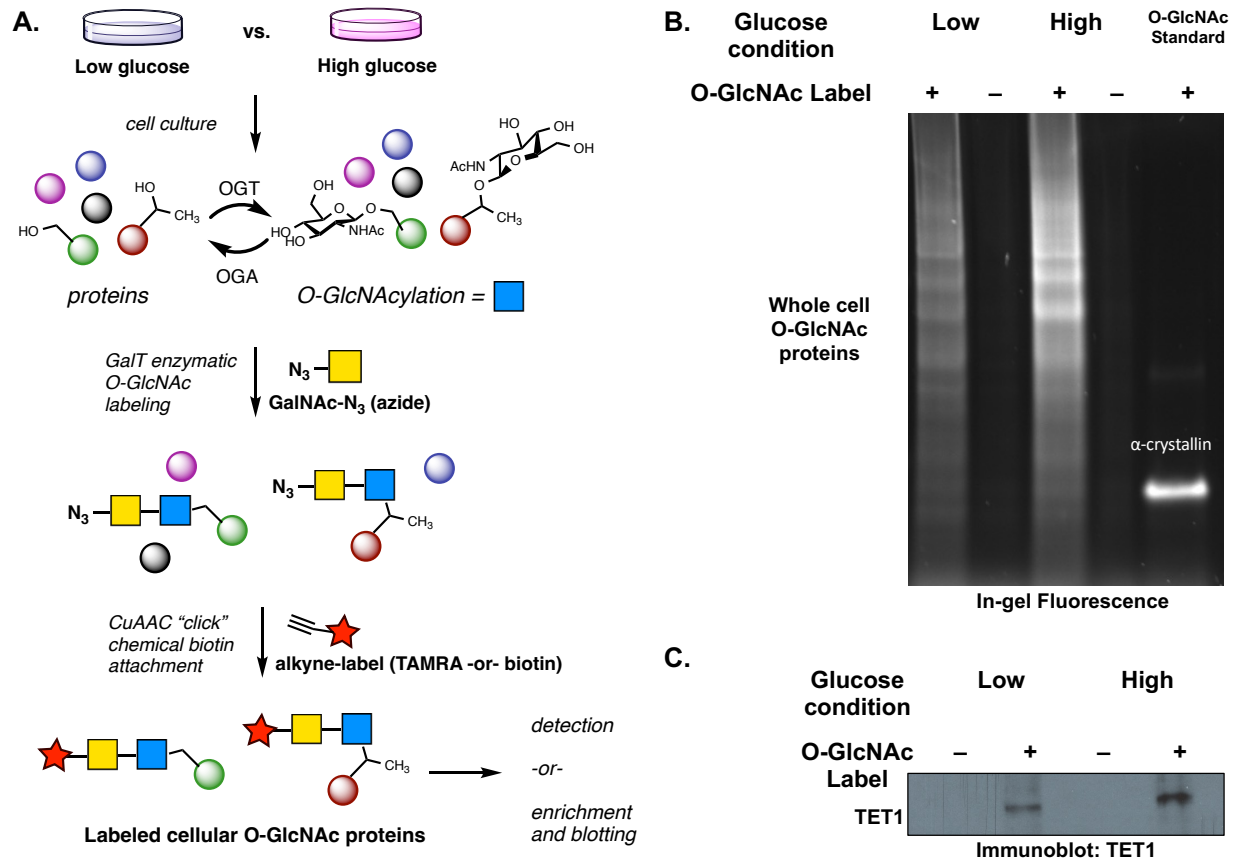 A.
vs.
Low glucose
High glucose
cell culture
HO
HO
CH3
OGT
OGA
OH
HO
HO
HO
O
O
NHAc
HO
OH
HO
O
OH
AcHN
O
CH3
proteins
O-GlcNAcylation =
GalT enzymatic
O-GlcNAc
labeling
N3
GalNAc-N3 (azide)
N3
N3
CH3
CuAAC “click”
chemical biotin
attachment
alkyne-label (TAMRA -or- biotin)
CH3
detection
-or-
enrichment
and blotting
Labeled cellular O-GlcNAc proteins
B.
Glucose
condition
Low
High
O-GlcNAc
Standard
O-GlcNAc Label
+ – + – +
Whole cell
O-GlcNAc
proteins
α-crystallin
In-gel Fluorescence
C.
Glucose
condition
Low
High
O-GlcNAc
Label
– + – +
TET1
Immunoblot: TET1